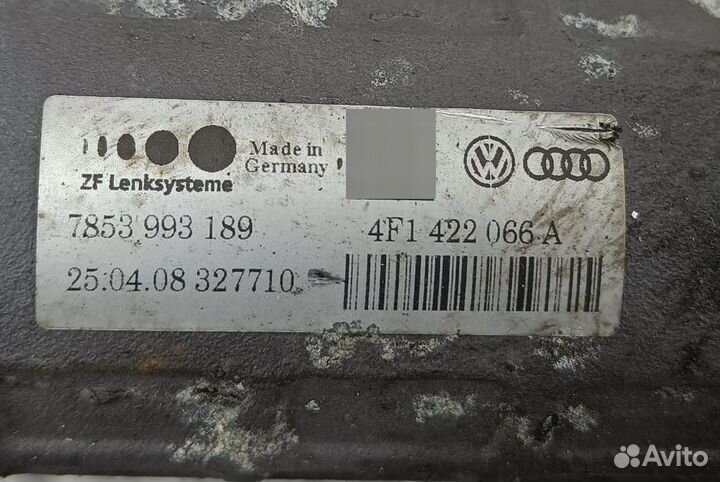 Made in
Germany
ZF Lenksysteme
7853 993 189
4F1 422 066 A
25.04.08 327710
Avito